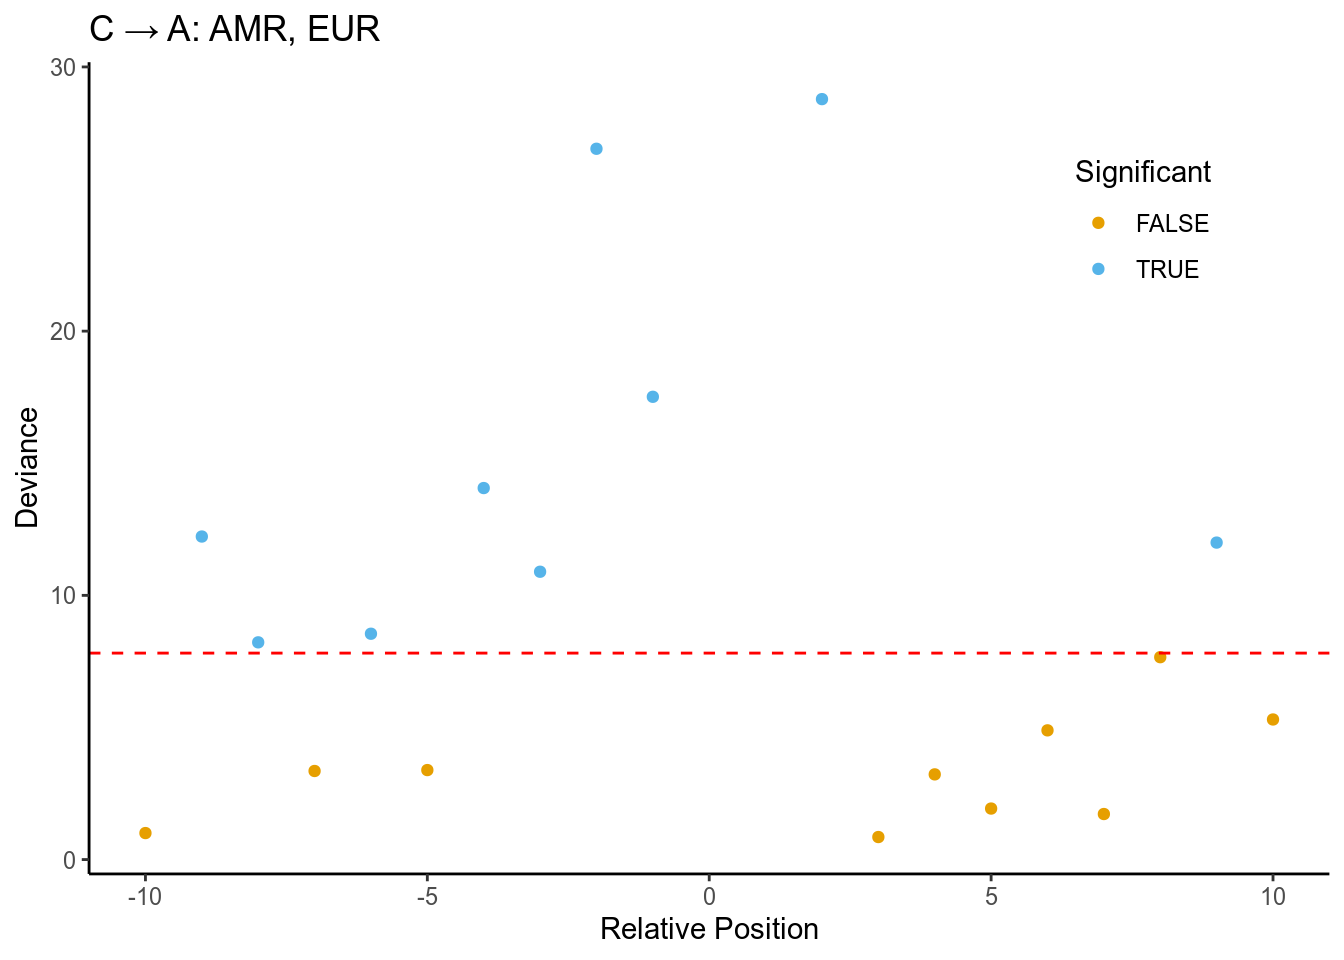 C → A: AMR, EUR
30
20
10
0
Deviance
Significant
FALSE
TRUE
-10 -5 0 5 10
Relative Position